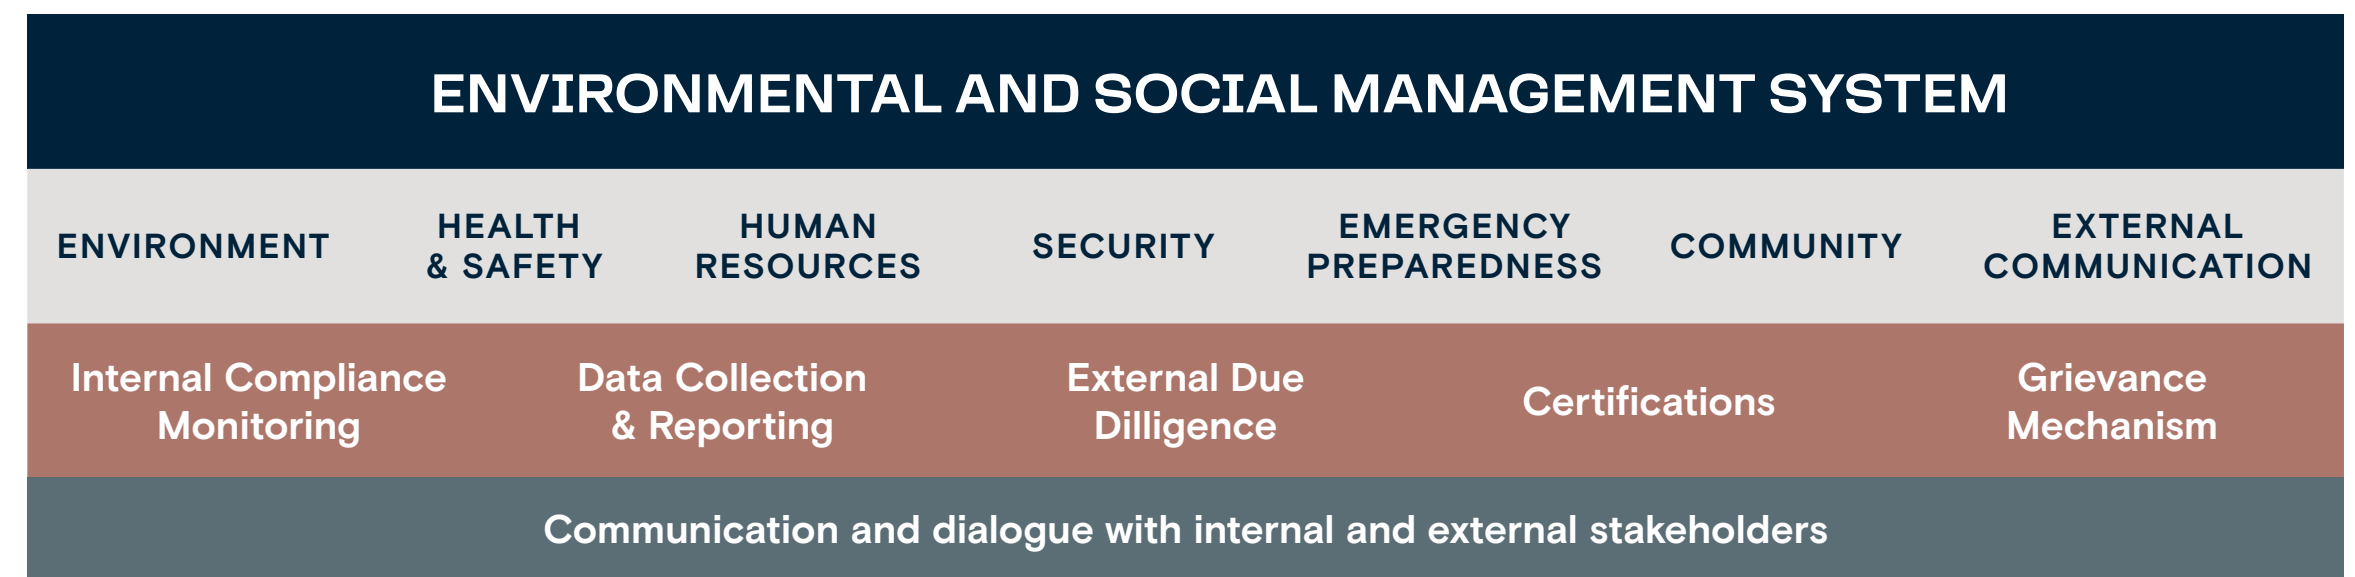 ENVIRONMENTAL AND SOCIAL MANAGEMENT SYSTEM
ENVIRONMENT
HEALTH
& SAFETY
HUMAN
RESOURCES
SECURITY
EMERGENCY
PREPAREDNESS
COMMUNITY
EXTERNAL
COMMUNICATION
Internal Compliance
Monitoring
Data Collection
& Reporting
External Due
Dilligence
Certifications
Grievance
Mechanism
Communication and dialogue with internal and external stakeholders